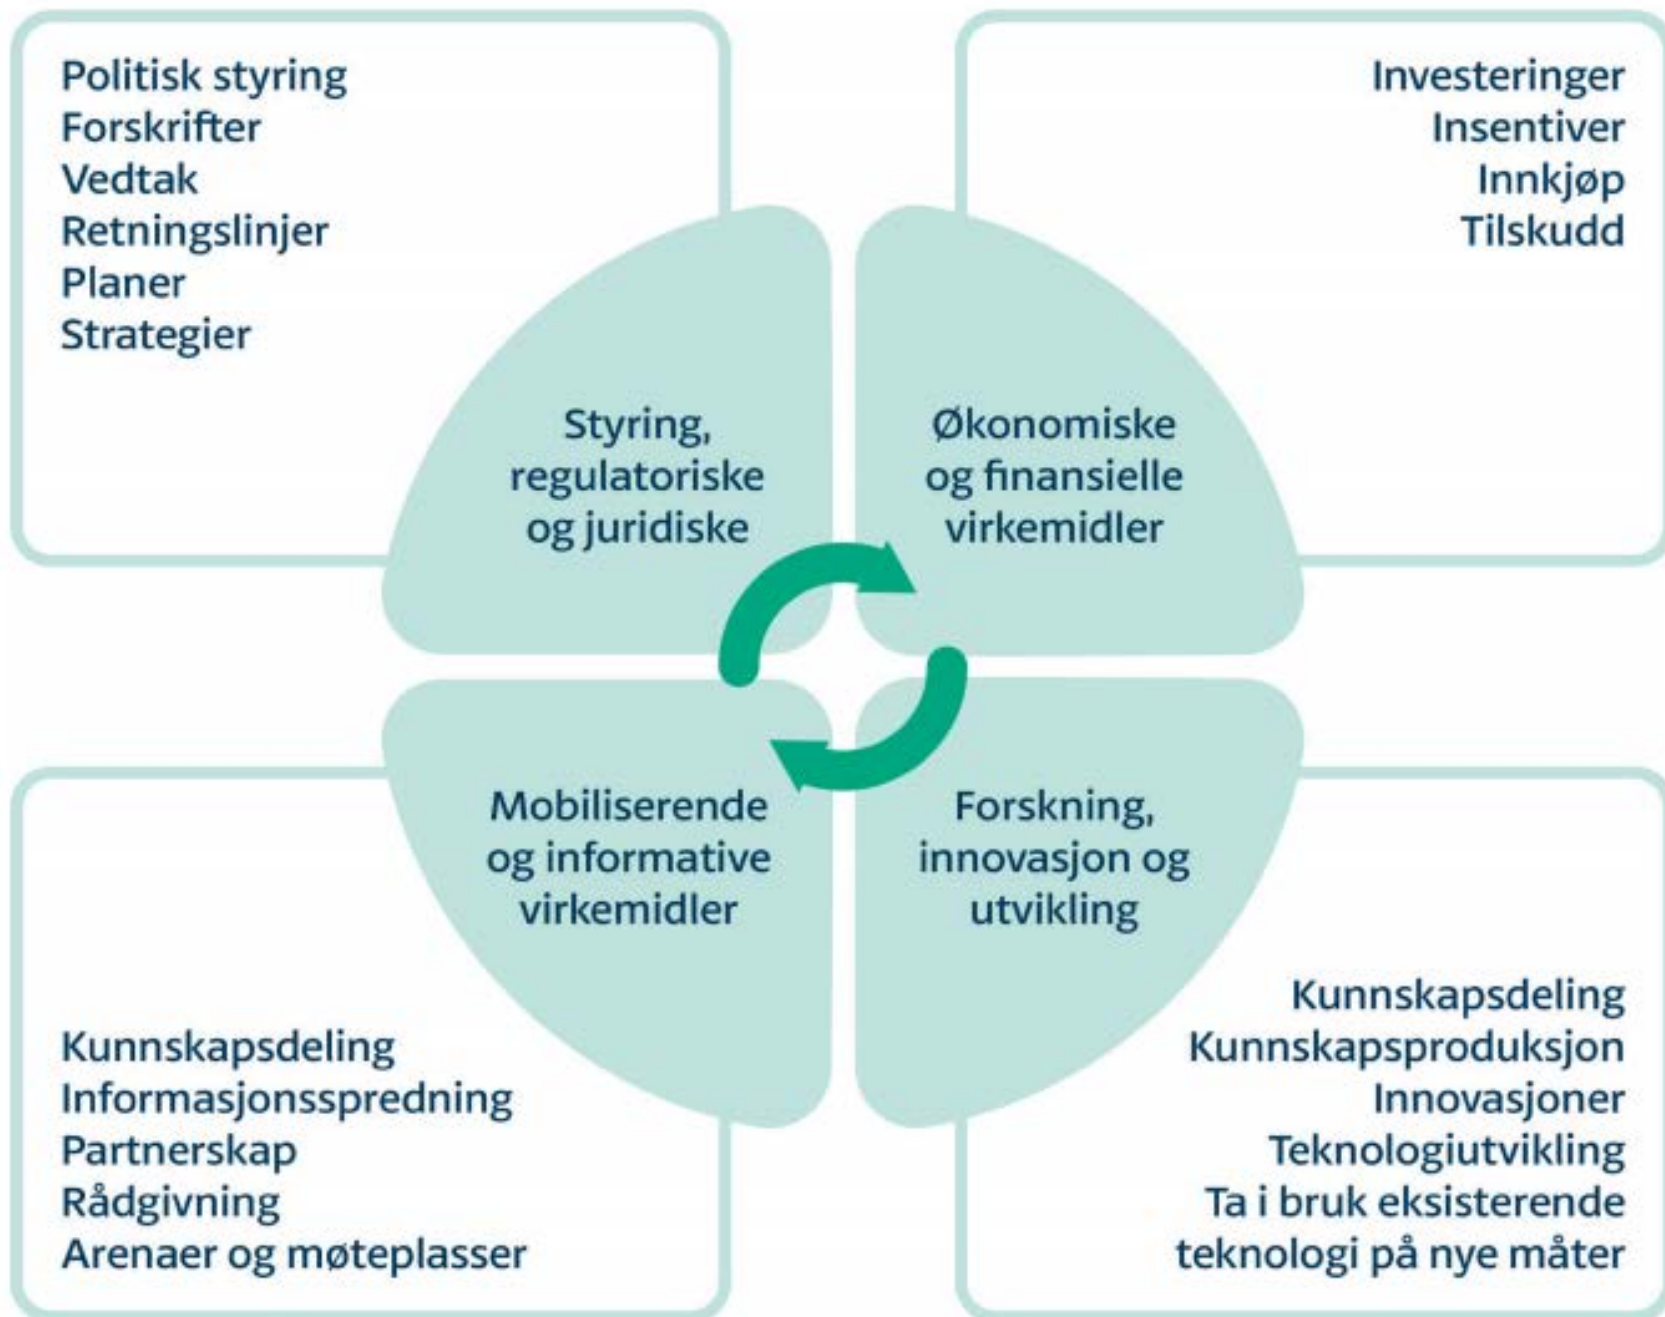 Politisk styring
Forskrifter
Vedtak
Retningslinjer
Planer
Strategier
Investeringer
Insentiver
Innkjøp
Tilskudd
Styring,
regulatoriske
og juridiske
Økonomiske
og finansielle
virkemidler
Mobiliserende
og informative
virkemidler
Forskning,
innovasjon og
utvikling
Kunnskapsdeling
Informasjonsspredning
Partnerskap
Rådgivning
Arenaer og møteplasser
Kunnskapsdeling
Kunnskapsproduksjon
Innovasjoner
Teknologiutvikling
Ta i bruk eksisterende
teknologi på nye måter